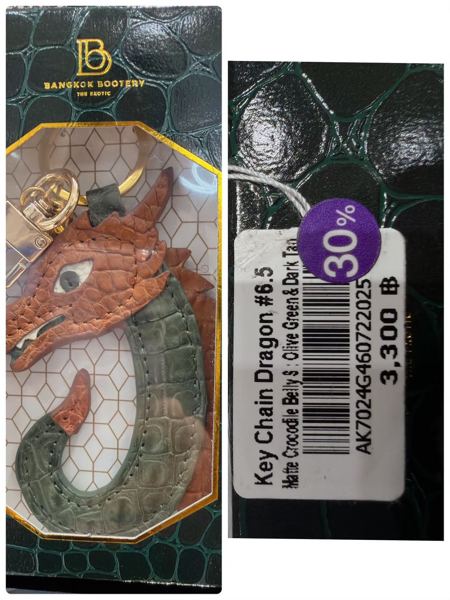 B
BANGKOK BOOTERY
THE EXOTIC
30%
Key Chain Dragon #6.5
Matte Crocodile Belly S : Olive Green & Dark Tan
AK7024G460722025
3,300 ฿